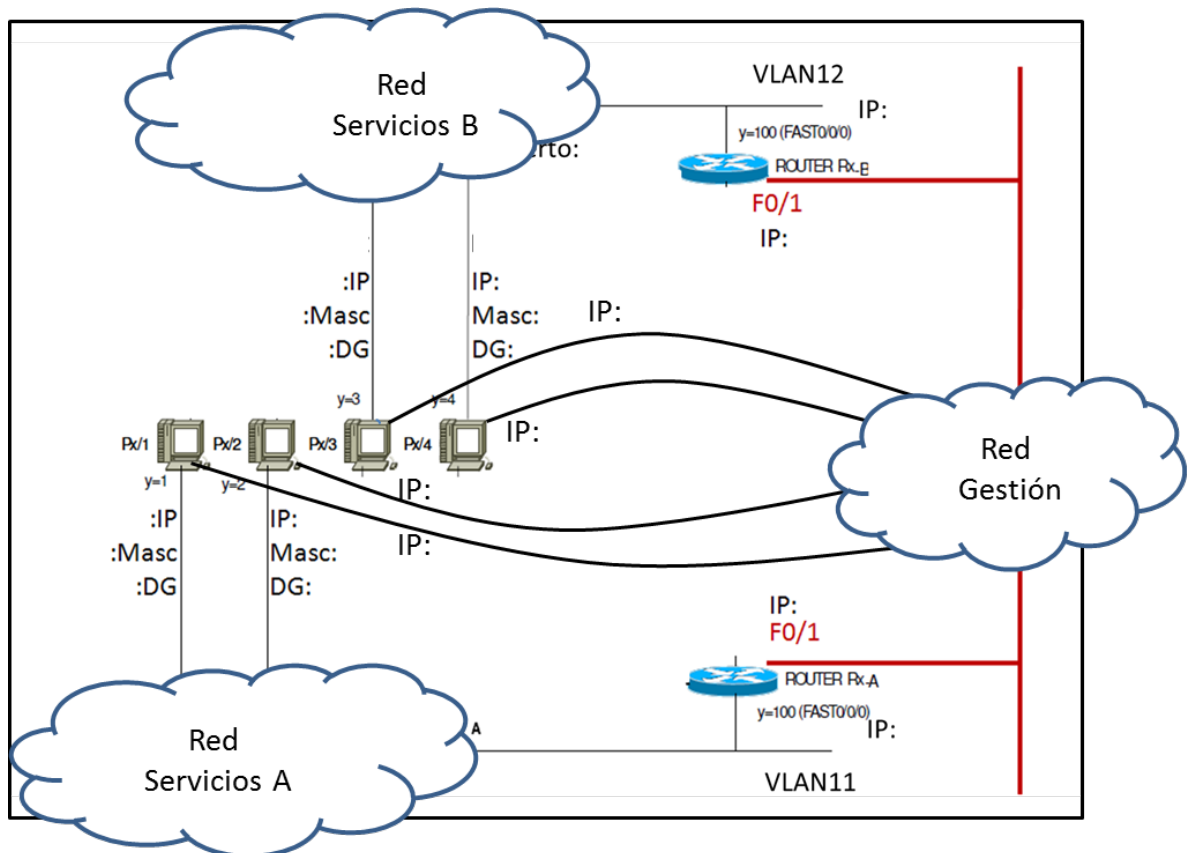 Red
Servicios B
VLAN12
IP:
y=100 (FAST0/0/0)
erto:
ROUTER Rx-B
F0/1
IP:
:IP
:Masc
:DG
IP:
Masc:
DG:
IP:
y=3
y=4
Px/1
Px/2
Px/3
Px/4
IP:
Red
Gestión
y=1
y=2
IP:
IP:
:IP
:Masc
:DG
IP:
Masc:
DG:
IP:
F0/1
ROUTER Rx-A
y=100 (FAST0/0/0)
IP:
A
Red
Servicios A
VLAN11